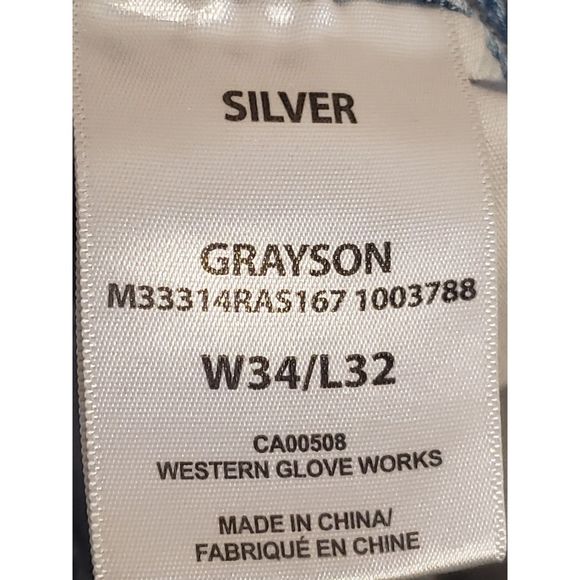 SILVER
GRAYSON
M33314RAS167 1003788
W34/L32
CA00508
WESTERN GLOVE WORKS
MADE IN CHINA/
FABRIQUÉ EN CHINE